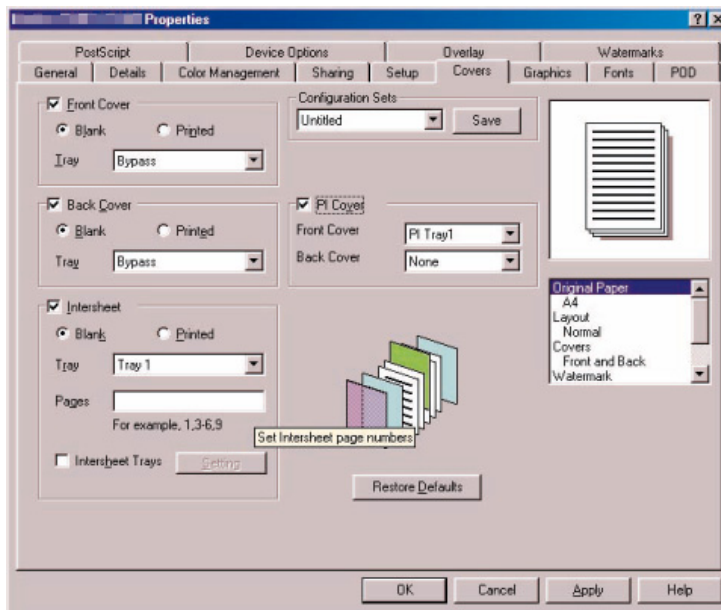 Properties
PostScript Device Options Overlay Watermarks
General Details Color Management Sharing Setup Covers Graphics Fonts POD
Front Cover
Blank Printed
Tray Bypass
Configuration Sets
Untitled Save
Back Cover
Blank Printed
Tray Bypass
PI Cover
Front Cover PI Tray1
Back Cover None
Original Paper
A4
Layout
Normal
Covers
Front and Back
Watermark
Intersheet
Blank Printed
Tray Tray 1
Pages
For example, 1,3-6,9
Set Intersheet page numbers
Intersheet Trays Setting
Restore Defaults
OK Cancel Apply Help